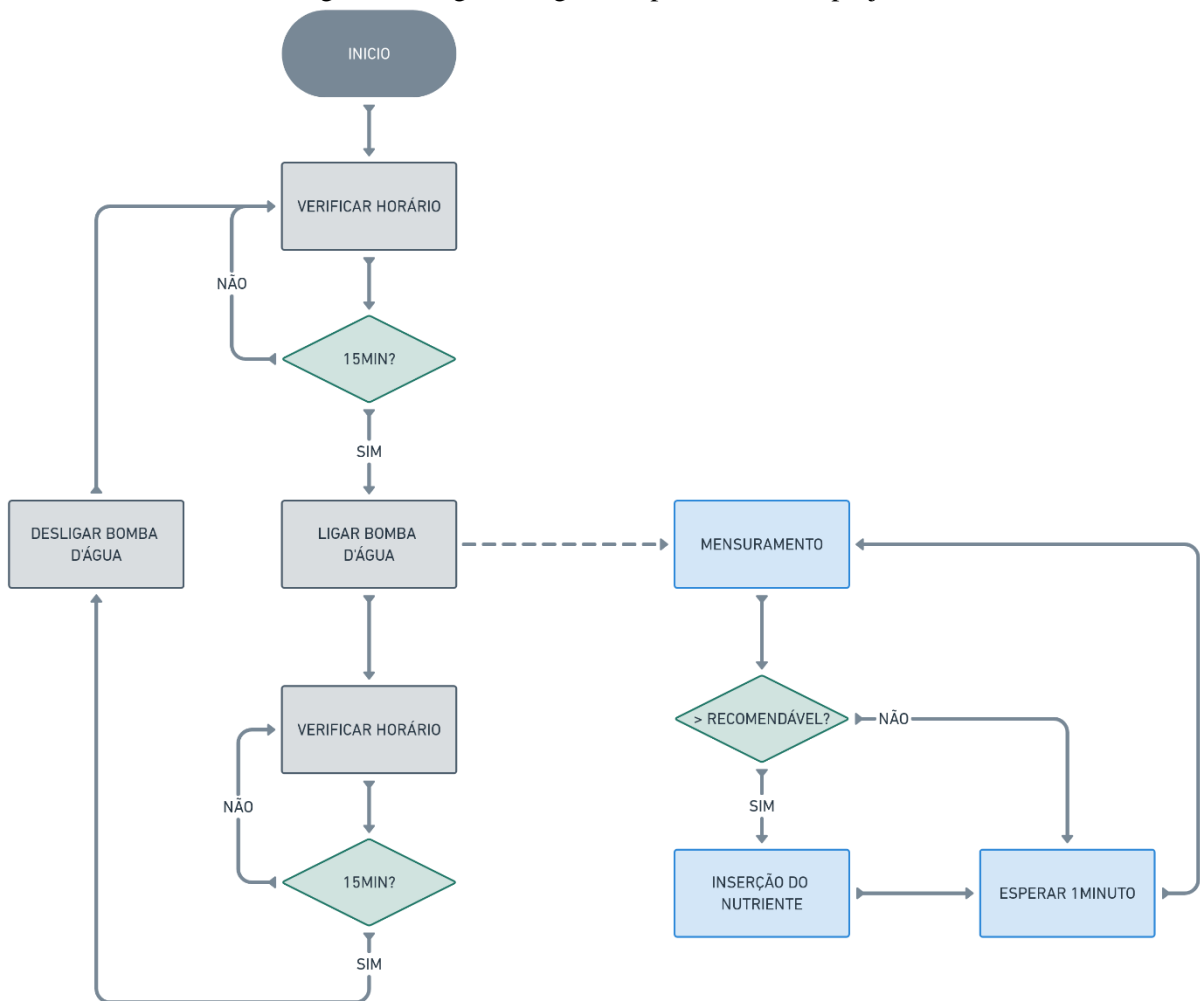 INICIO
VERIFICAR HORÁRIO
NÃO
15MIN?
SIM
DESLIGAR BOMBA
D'ÁGUA
LIGAR BOMBA
D'ÁGUA
MENSURAMENTO
VERIFICAR HORÁRIO
NÃO
15MIN?
SIM
> RECOMENDÁVEL?
NÃO
SIM
INSERÇÃO DO
NUTRIENTE
ESPERAR 1MINUTO